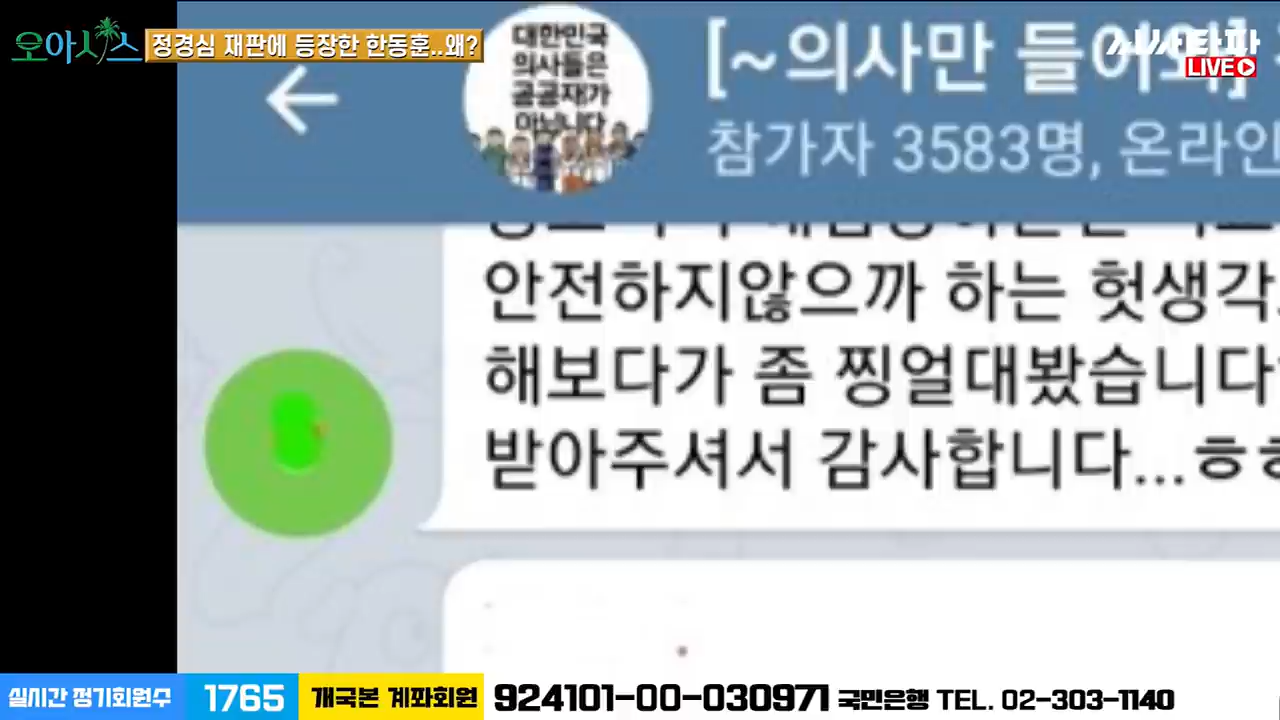 오아시스
정경심 재판에 등장한 한동훈..왜?
대한민국
의사들은
공공재가
아닙니다
[~의사만 들어와]
시사타파
LIVE
참가자 3583명, 온라인
안전하지않으까 하는 헛생각
해보다가 좀 찡얼대봤습니다
받아주셔서 감사합니다...ㅎㅎ
실시간 정기회원수 1765 개국본 계좌회원 924101-00-030971 국민은행 TEL. 02-303-1140